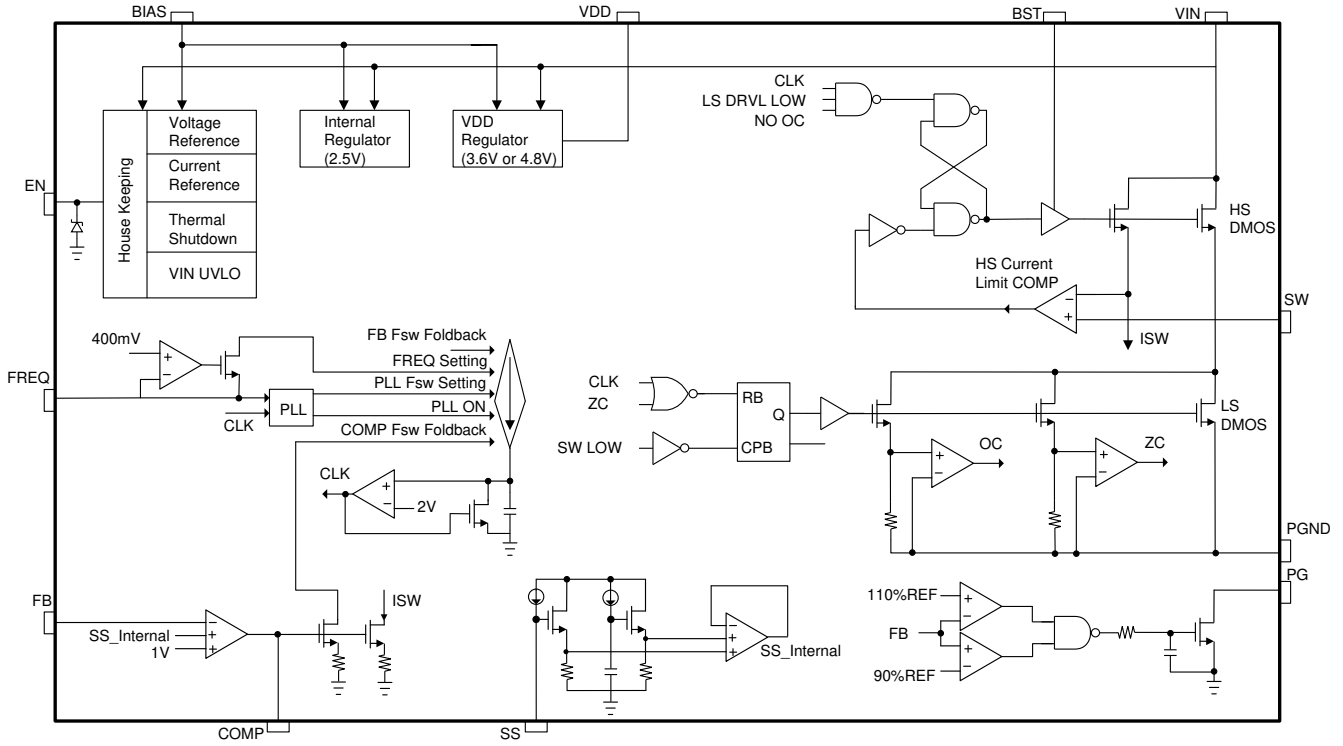 BIAS
VDD
BST
VIN
CLK
LS DRVL LOW
NO OC
House Keeping
Voltage
Reference
Current
Reference
Thermal
Shutdown
VIN UVLO
Internal
Regulator
(2.5V)
VDD
Regulator
(3.6V or 4.8V)
EN
HS
DMOS
HS Current
Limit COMP
−
+
SW
ISW
400mV
+
−
FREQ
PLL
CLK
FB Fsw Foldback
FREQ Setting
PLL Fsw Setting
PLL ON
COMP Fsw Foldback
CLK
+
−
2V
CLK
ZC
SW LOW
RB
Q
CPB
LS
DMOS
+
−
OC
+
−
ZC
PGND
PG
FB
SS_Internal
1V
−
+
+
ISW
−
+
+
SS_Internal
110%REF
FB
90%REF
+
−
+
−
COMP
SS